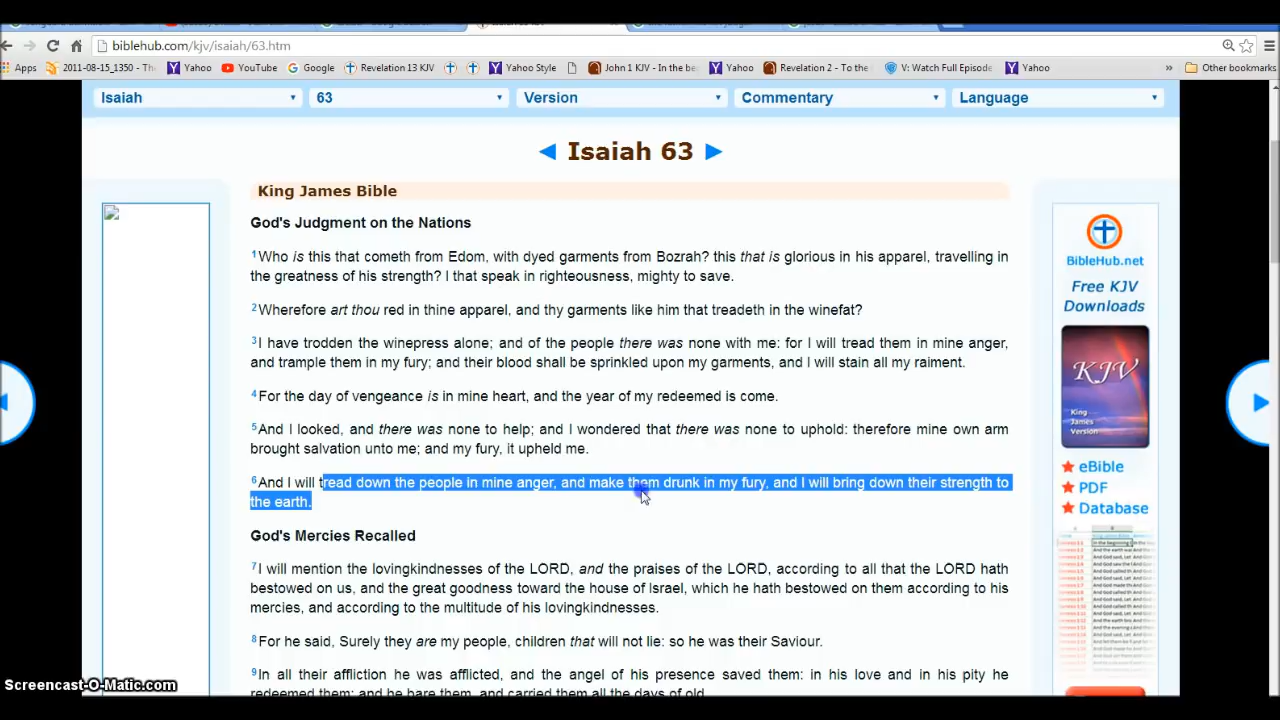 biblehub.com/kjv/isaiah/63.htm
Apps 2011-08-15_1350 - Th Yahoo YouTube Google Revelation 13 KJV Yahoo Style John 1 KJV - In the be Yahoo Revelation 2 - To the V: Watch Full Episode Yahoo » Other bookmarks
Isaiah 63 Version Commentary Language
Isaiah 63
King James Bible
God's Judgment on the Nations
1Who is this that cometh from Edom, with dyed garments from Bozrah? this that is glorious in his apparel, travelling in
the greatness of his strength? I that speak in righteousness, mighty to save.
2Wherefore art thou red in thine apparel, and thy garments like him that treadeth in the winefat?
3I have trodden the winepress alone; and of the people there was none with me: for I will tread them in mine anger,
and trample them in my fury; and their blood shall be sprinkled upon my garments, and I will stain all my raiment.
4For the day of vengeance is in mine heart, and the year of my redeemed is come.
5And I looked, and there was none to help; and I wondered that there was none to uphold: therefore mine own arm
brought salvation unto me; and my fury, it upheld me.
6And I will tread down the people in mine anger, and make them drunk in my fury, and I will bring down their strength to
the earth.
God's Mercies Recalled
7I will mention the lovingkindnesses of the LORD, and the praises of the LORD, according to all that the LORD hath
bestowed on us, and the great goodness toward the house of Israel, which he hath bestowed on them according to his
mercies, and according to the multitude of his lovingkindnesses.
8For he said, Surely they are my people, children that will not lie: so he was their Saviour.
9In all their affliction he was afflicted, and the angel of his presence saved them: in his love and in his pity he
redeemed them; and he bare them, and carried them all the days of old.
BibleHub.net
Free KJV
Downloads
KJV
King
James
Version
eBible
PDF
Database
Screencast-O-Matic.com